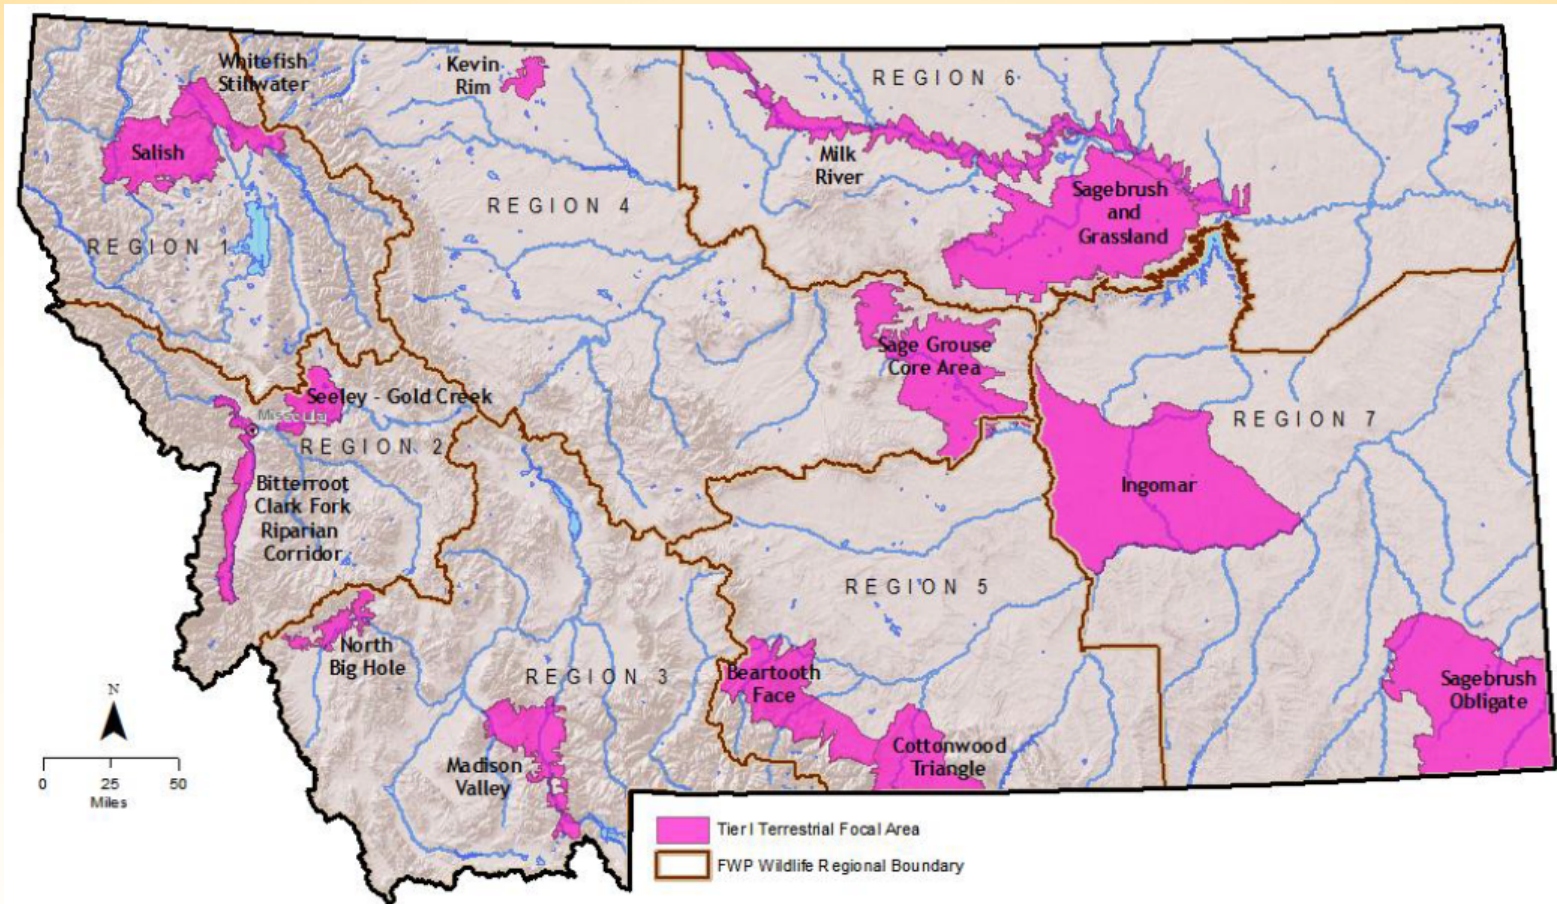 Whitefish
Stillwater
Kevin
Rim
REGION 6
Milk
River
Salish
Sagebrush
and
Grassland
REGION 4
REGION 1
Sage Grouse
Core Area
Seeley - Gold Creek
Missoula
REGION 2
REGION 7
Bitterroot
Clark Fork
Riparian
Corridor
Ingomar
REGION 5
North
Big Hole
REGION 3
Beartooth
Face
Sagebrush
Obligate
N
Madison
Valley
Cottonwood
Triangle
0 25 50
Miles
Tier I Terrestrial Focal Area
FWP Wildlife Regional Boundary